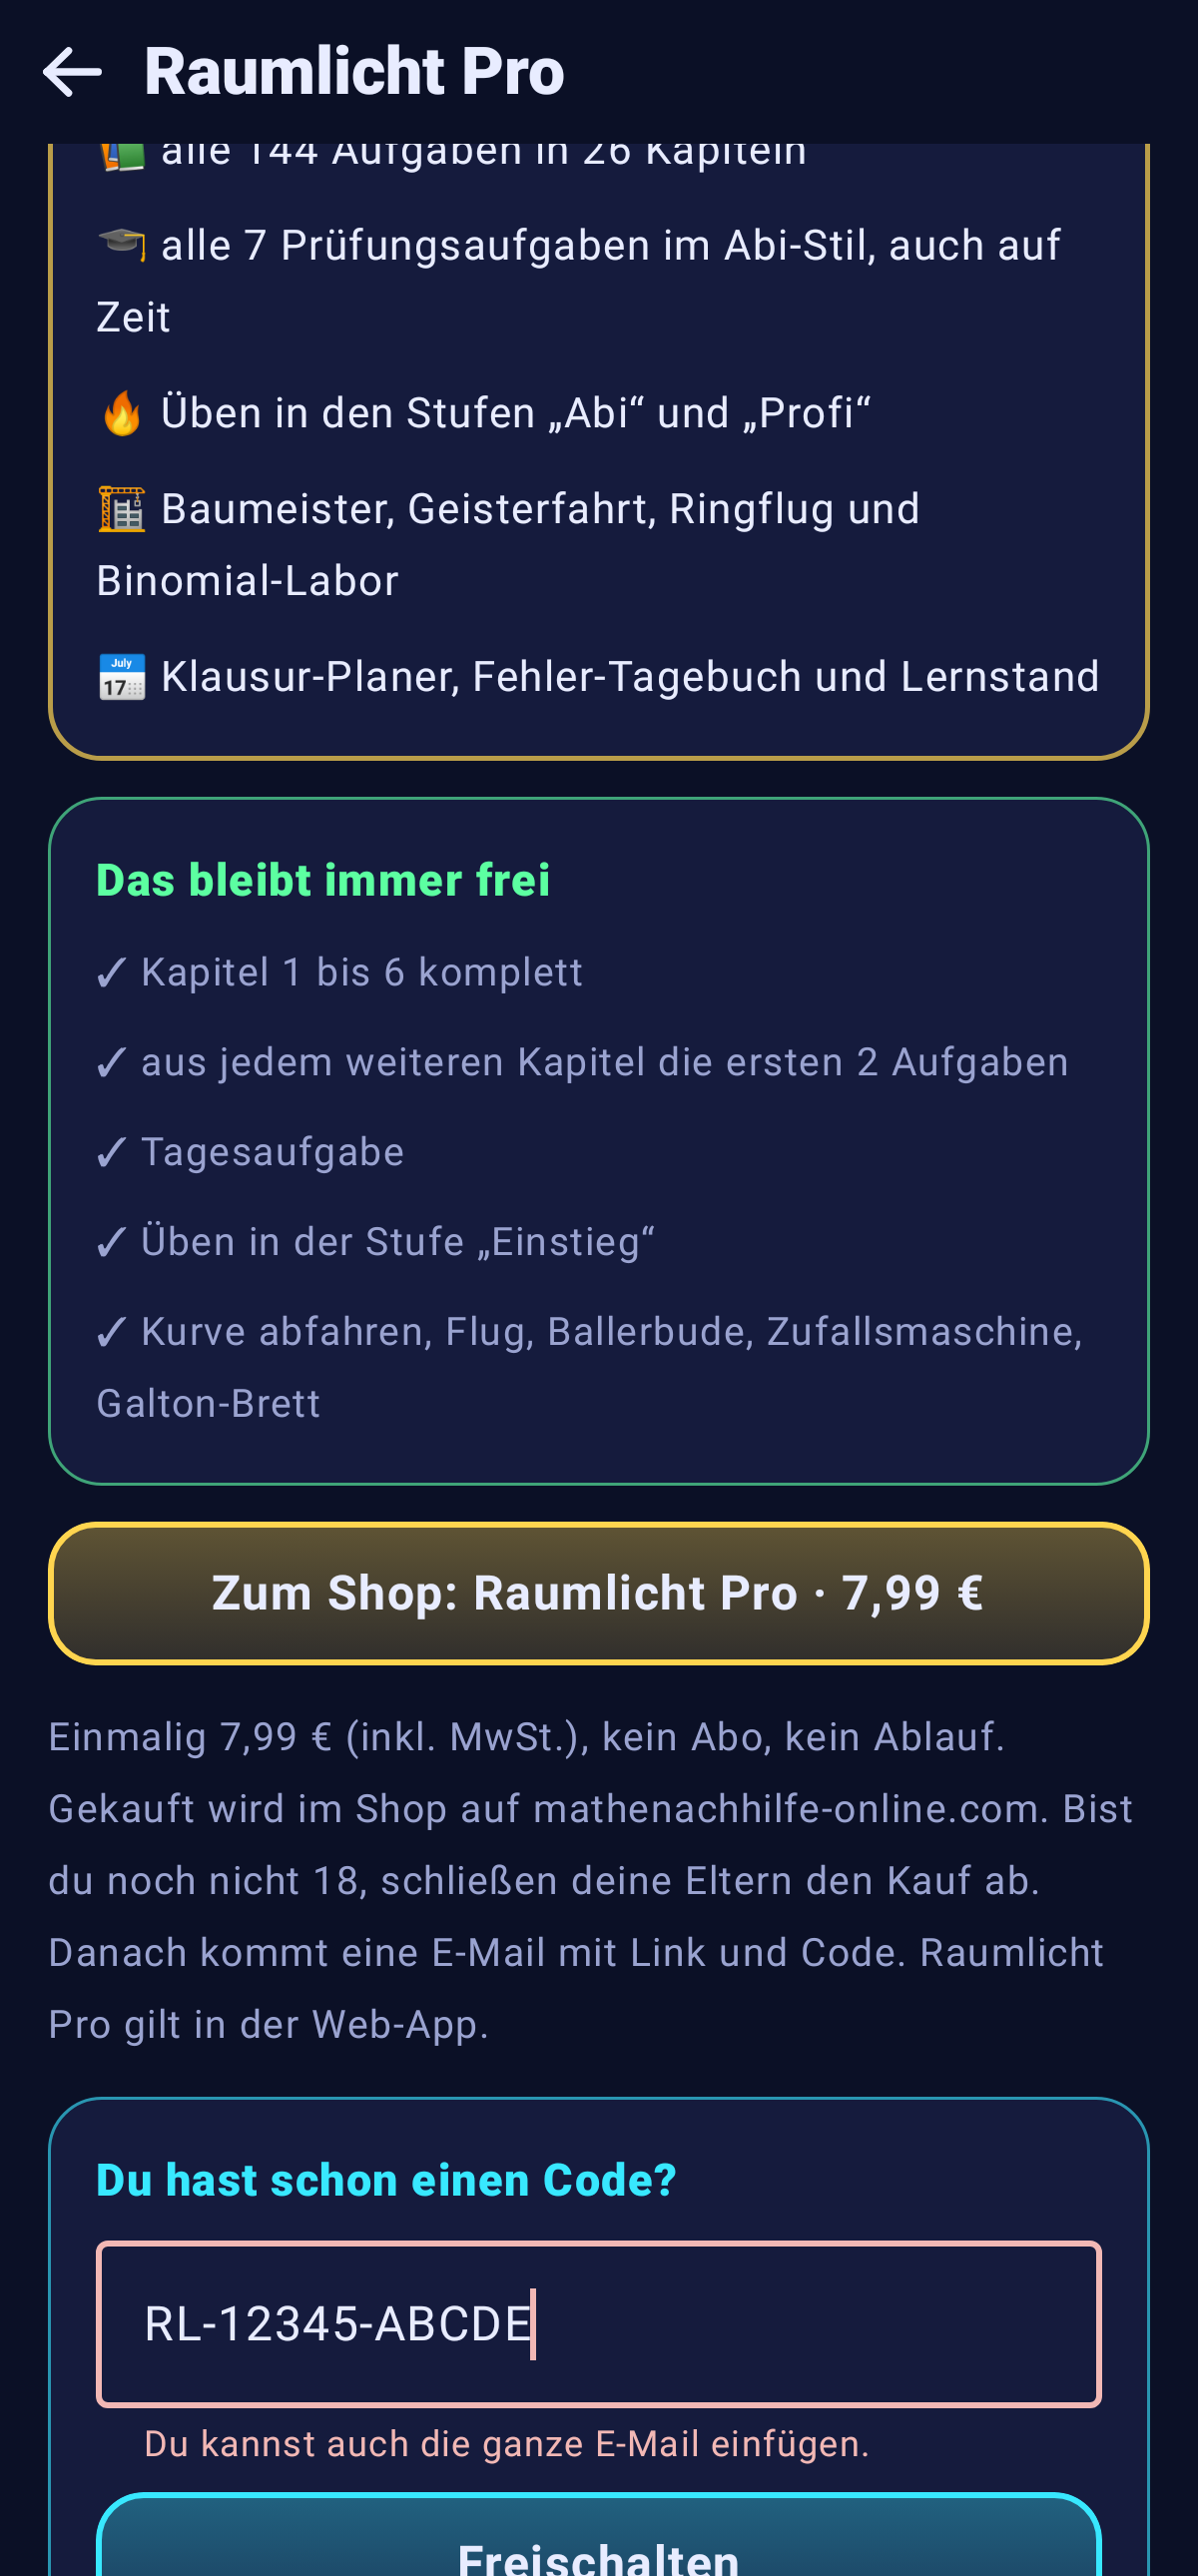 Raumlicht Pro
alle 144 Aufgaben in 26 Kapiteln
alle 7 Prüfungsaufgaben im Abi-Stil, auch auf
Zeit
Üben in den Stufen „Abi“ und „Profi“
Baumeister, Geisterfahrt, Ringflug und
Binomial-Labor
July
17
Klausur-Planer, Fehler-Tagebuch und Lernstand
Das bleibt immer frei
✓ Kapitel 1 bis 6 komplett
✓ aus jedem weiteren Kapitel die ersten 2 Aufgaben
✓ Tagesaufgabe
✓ Üben in der Stufe „Einstieg“
✓ Kurve abfahren, Flug, Ballerbude, Zufallsmaschine,
Galton-Brett
Zum Shop: Raumlicht Pro · 7,99 €
Einmalig 7,99 € (inkl. MwSt.), kein Abo, kein Ablauf.
Gekauft wird im Shop auf mathenachhilfe-online.com. Bist
du noch nicht 18, schließen deine Eltern den Kauf ab.
Danach kommt eine E-Mail mit Link und Code. Raumlicht
Pro gilt in der Web-App.
Du hast schon einen Code?
RL-12345-ABCDE
Du kannst auch die ganze E-Mail einfügen.
Freischalten